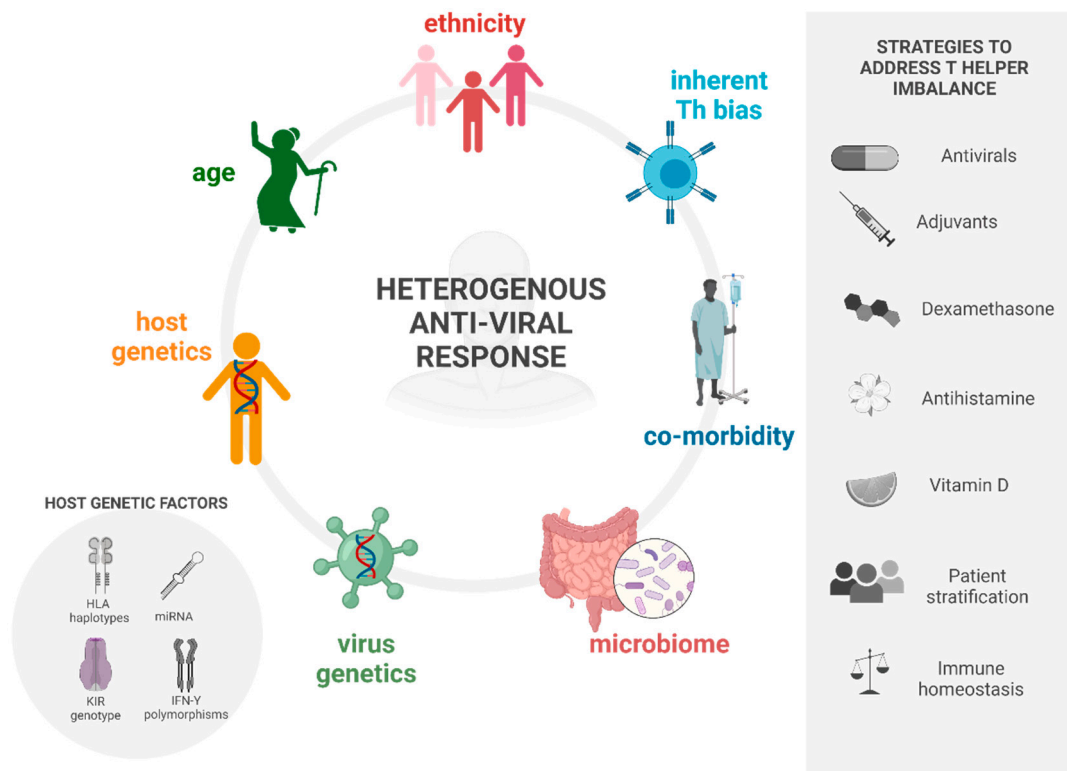 ethnicity
inherent
Th bias
age
HETEROGENOUS
ANTI-VIRAL
RESPONSE
host
genetics
co-morbidity
virus
genetics
microbiome
HOST GENETIC FACTORS
HLA
haplotypes
miRNA
KIR
genotype
IFN-Y
polymorphisms
STRATEGIES TO
ADDRESS T HELPER
IMBALANCE
Antivirals
Adjuvants
Dexamethasone
Antihistamine
Vitamin D
Patient
stratification
Immune
homeostasis